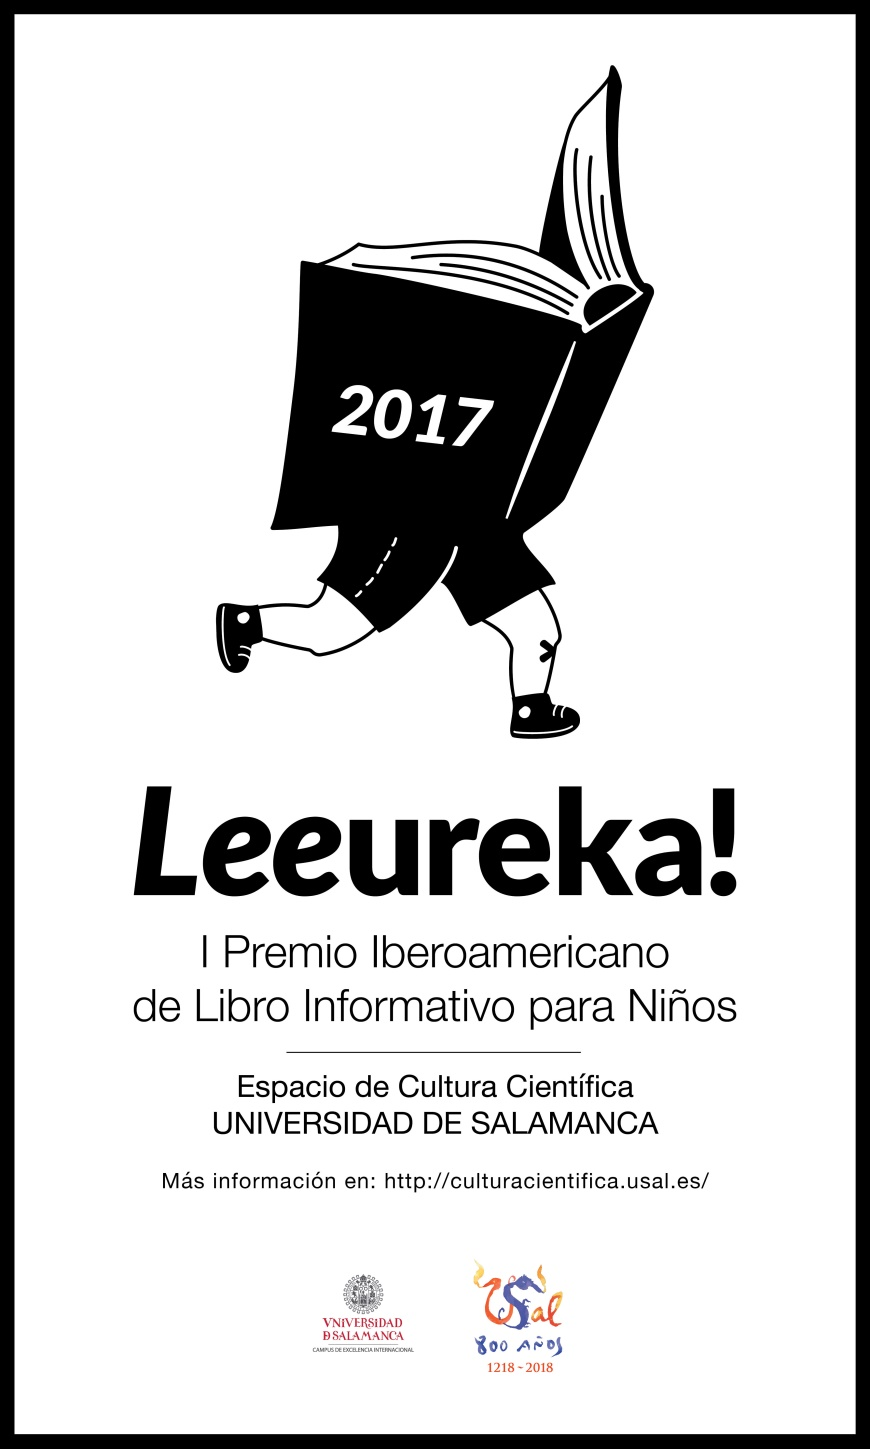 2017
Leeureka!
I Premio Iberoamericano
de Libro Informativo para Niños
Espacio de Cultura Científica
UNIVERSIDAD DE SALAMANCA
Más información en: http://culturacientifica.usal.es/
VNIVERSIDAD
D SALAMANCA
CAMPUS DE EXCELENCIA INTERNACIONAL
USal
800 AÑOS
1218 ~ 2018